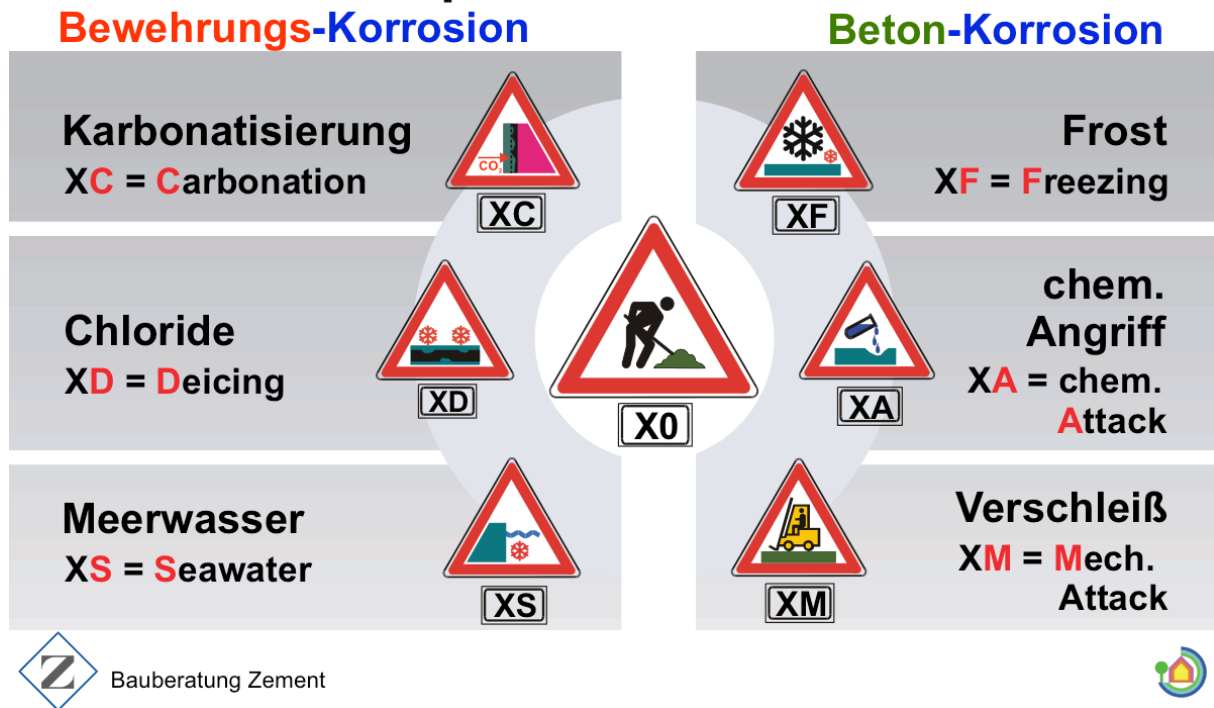 Bewehrungs-Korrosion
Karbonatisierung
XC = Carbonation
CO2
XC
Chloride
XD = Deicing
XD
Meerwasser
XS = Seawater
XS
X0
Beton-Korrosion
Frost
XF = Freezing
XF
chem.
Angriff
XA = chem.
Attack
XA
Verschleiß
XM = Mech.
Attack
XM
Z
Bauberatung Zement